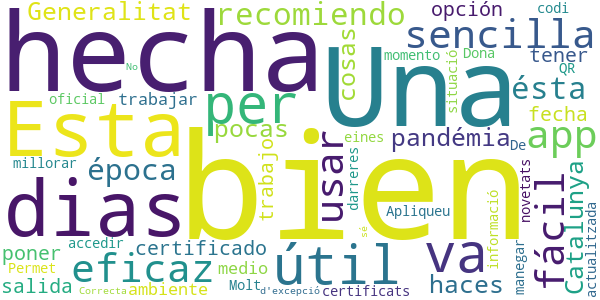 Generalitat
recomiendo
opción
codi
hecha
cosas
Una
sencilla
momento
Dona
tener
QR
No
oficial
trabajar
per
situació
ésta
Esta
pocas
eines
pandémia
De
fecha
app
millorar
época
trabajo
bien
usar
darreres
novetats
fácil
Catalunya
actualitzada
dias
Apliqueu
informació
manegar
poner
accedir
certificado
sé
va
eficaz
medio
útil
haces
Permet
salida
Correcta
ambiente
Molt
d'excepció
certificats